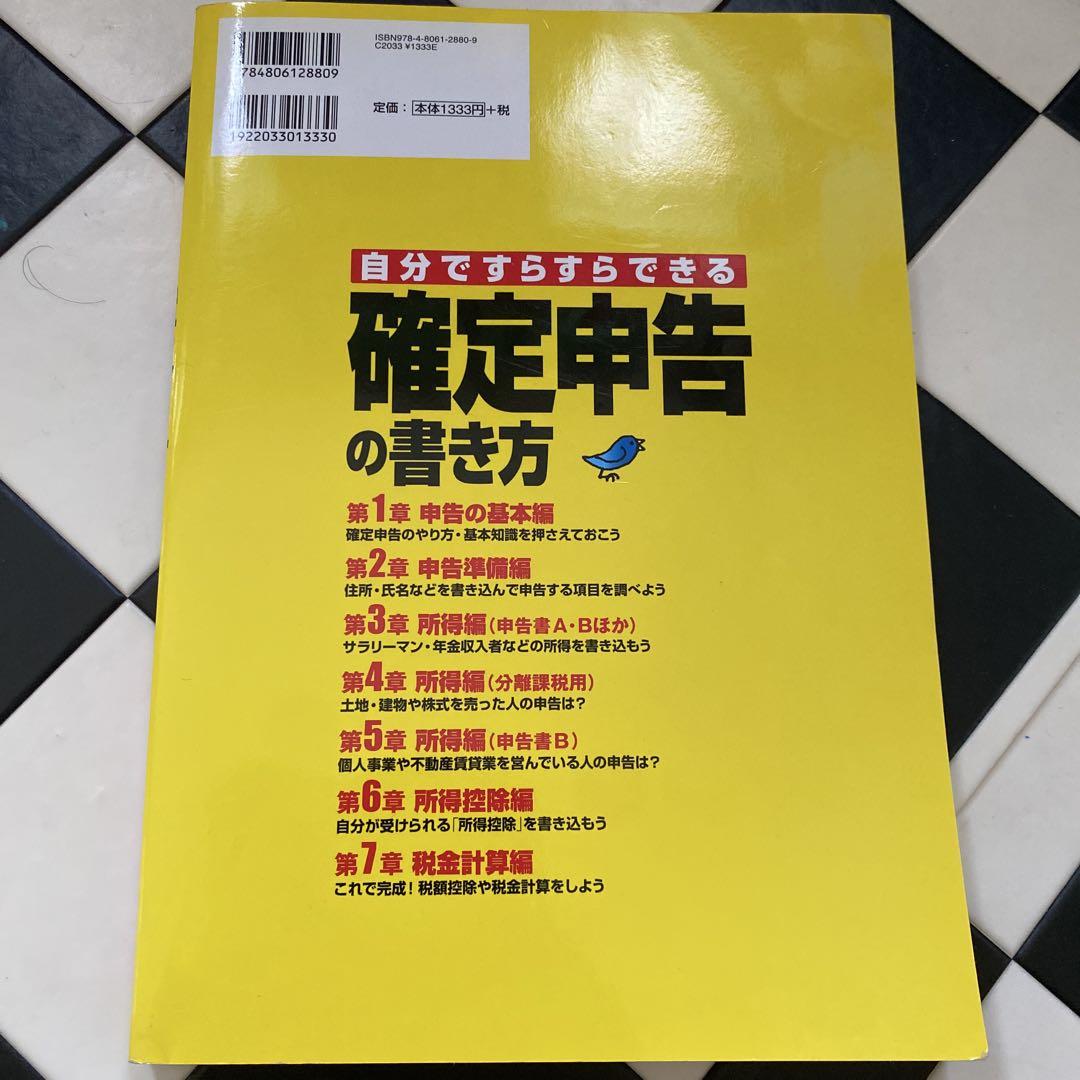 ISBN978-4-8061-2880-9
C2033 ¥1333E
784806128809
定価：本体1333円+税
1922033013330
自分ですらすらできる
確定申告
の書き方
第1章 申告の基本編
確定申告のやり方・基本知識を押さえておこう
第2章 申告準備編
住所・氏名などを書き込んで申告する項目を調べよう
第3章 所得編（申告書A・Bほか）
サラリーマン・年金収入者などの所得を書き込もう
第4章 所得編（分離課税用）
土地・建物や株式を売った人の申告は？
第5章 所得編（申告書B）
個人事業や不動産賃貸業を営んでいる人の申告は？
第6章 所得控除編
自分が受けられる「所得控除」を書き込もう
第7章 税金計算編
これで完成！税額控除や税金計算をしよう